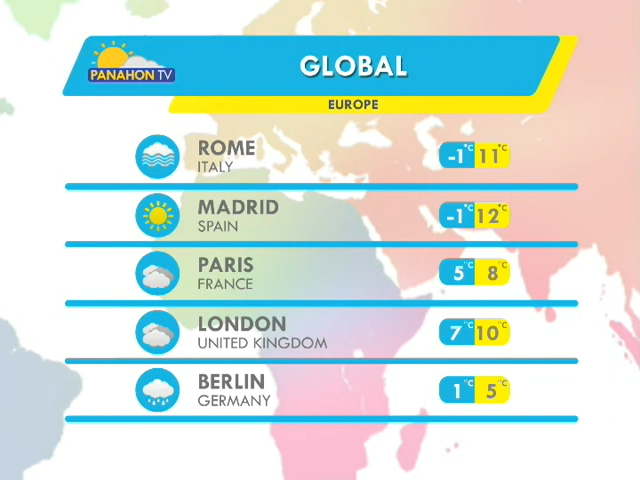 PANAHON TV
GLOBAL
EUROPE
ROME
ITALY
-1°C 11°C
MADRID
SPAIN
-1°C 12°C
PARIS
FRANCE
5°C 8°C
LONDON
UNITED KINGDOM
7°C 10°C
BERLIN
GERMANY
1°C 5°C